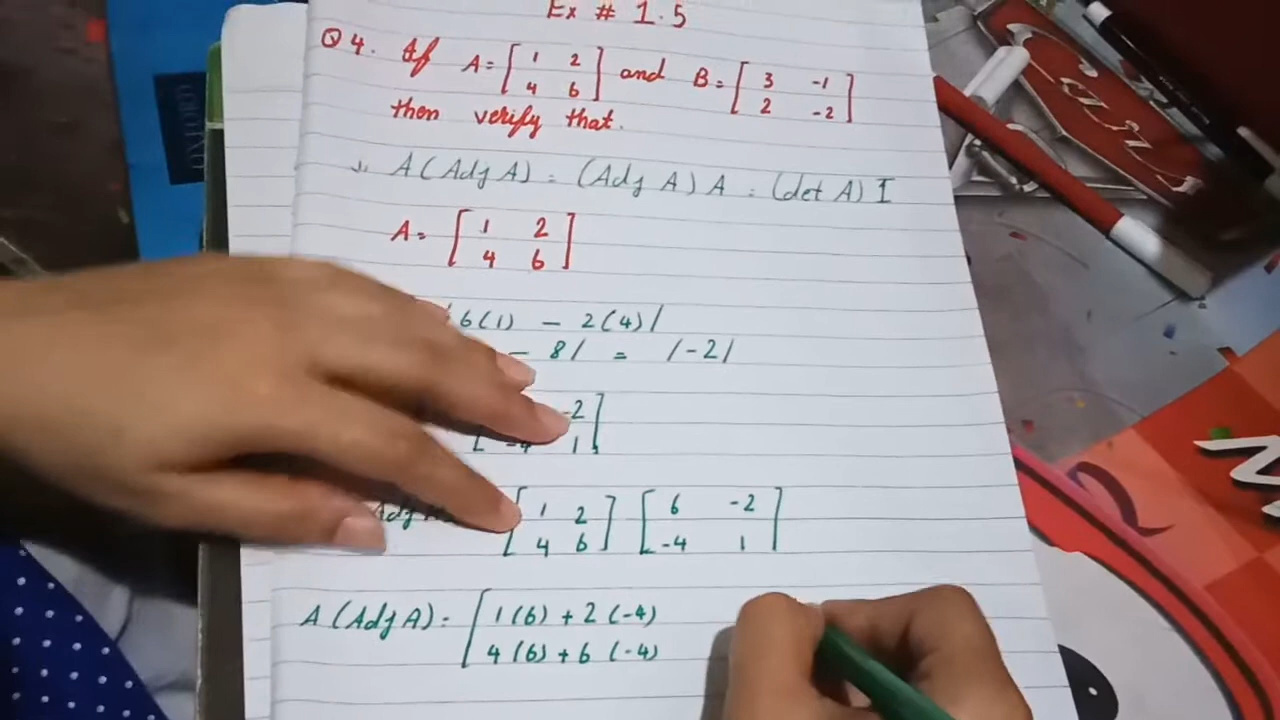 Ex # 1.5
Q4. If A = [ 1 2 ; 4 6 ] and B = [ 3 -1 ; 2 -2 ]
then verify that.
A (Adj A) = (Adj A) A = (det A) I
A = [ 1 2 ; 4 6 ]
6(1) - 2(4)/
- 8/ = /-2/
-2 ]
[ -4 1 ]
Adj [ 1 2 ; 4 6 ] [ 6 -2 ; -4 1 ]
A (Adj A) = [ 1(6) + 2(-4)
4(6) + 6(-4)